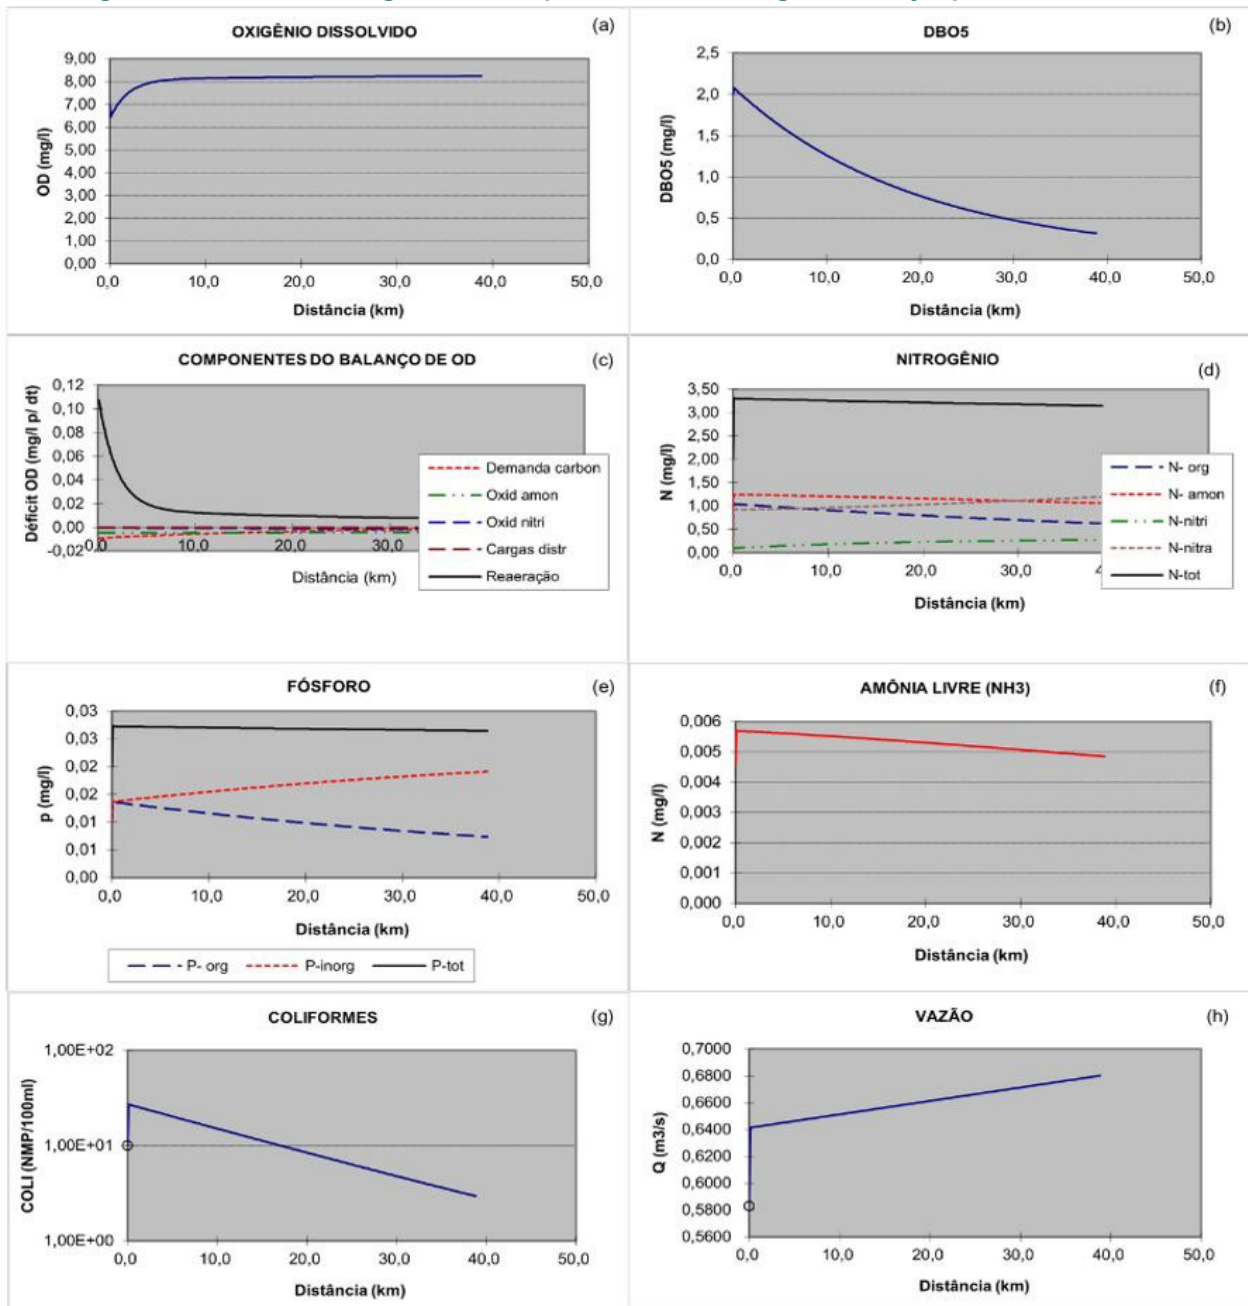 OXIGÊNIO DISSOLVIDO
(a)
9,00
8,00
7,00
6,00
5,00
4,00
3,00
2,00
1,00
0,00
OD (mg/l)
0,0 10,0 20,0 30,0 40,0 50,0
Distância (km)
DBO5
(b)
2,5
2,0
1,5
1,0
0,5
0,0
DBO5 (mg/l)
0,0 10,0 20,0 30,0 40,0 50,0
Distância (km)
COMPONENTES DO BALANÇO DE OD
(c)
0,12
0,10
0,08
0,06
0,04
0,02
0,00
-0,02
Déficit OD (mg/l p/ dt)
0,0 10,0 20,0 30,0
Distância (km)
Demanda carbon
Oxid amon
Oxid nitri
Cargas distr
Reaeração
NITROGÊNIO
(d)
3,50
3,00
2,50
2,00
1,50
1,00
0,50
0,00
N (mg/l)
0,0 10,0 20,0 30,0
Distância (km)
N- org
N- amon
N-nitri
N-nitra
N-tot
FÓSFORO
(e)
0,03
0,03
0,02
0,02
0,01
0,01
0,00
p (mg/l)
0,0 10,0 20,0 30,0 40,0 50,0
Distância (km)
P- org P-inorg P-tot
AMÔNIA LIVRE (NH3)
(f)
0,006
0,005
0,004
0,003
0,002
0,001
0,000
N (mg/l)
0,0 10,0 20,0 30,0 40,0 50,0
Distância (km)
COLIFORMES
(g)
1,00E+02
1,00E+01
1,00E+00
COLI (NMP/100ml)
0,0 10,0 20,0 30,0 40,0 50,0
Distância (km)
VAZÃO
(h)
0,7000
0,6800
0,6600
0,6400
0,6200
0,6000
0,5800
0,5600
Q (m3/s)
0,0 10,0 20,0 30,0 40,0 50,0
Distância (km)